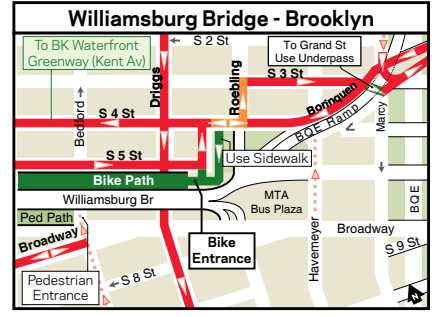 Williamsburg Bridge - Brooklyn
To BK Waterfront
Greenway (Kent Av)
S 2 St
To Grand St
Use Underpass
Driggs
Roebling
S 3 St
Borinquen
Bedford
S 4 St
BQE Ramp
Marcy
S 5 St
Use Sidewalk
Bike Path
Williamsburg Br
MTA
Bus Plaza
BQE
Ped Path
Broadway
Bike
Entrance
Havemeyer
Broadway
S 9 St
S 8 St
Pedestrian
Entrance
N